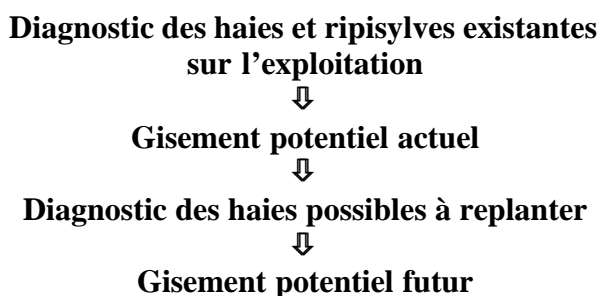 Diagnostic des haies et ripisylves existantes
sur l’exploitation
⇩
Gisement potentiel actuel
⇩
Diagnostic des haies possibles à replanter
⇩
Gisement potentiel futur